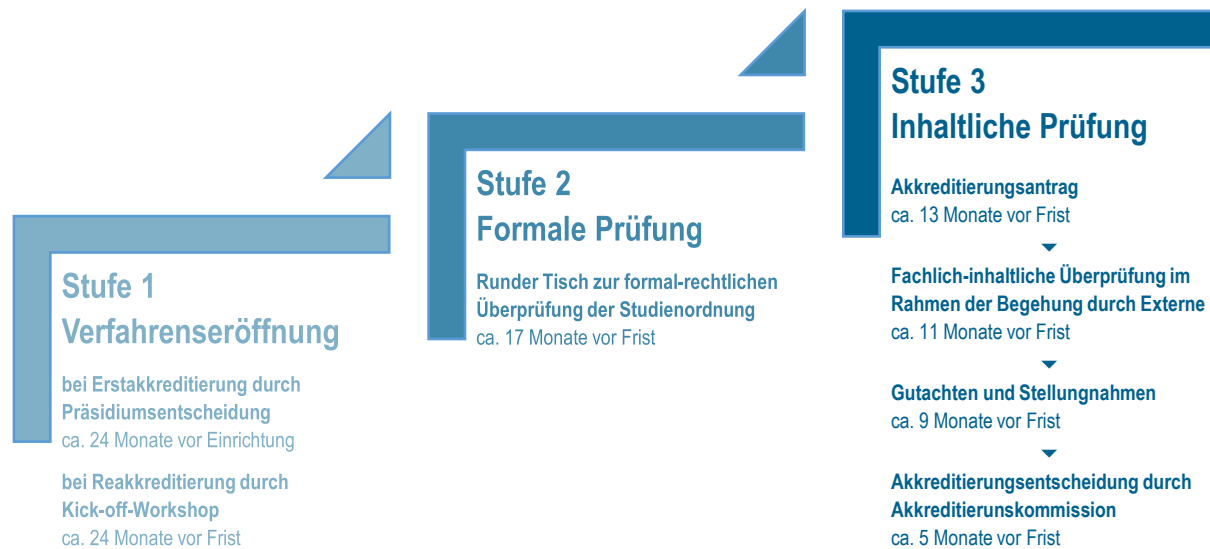 Stufe 1
Verfahrenseröffnung
bei Erstakkreditierung durch
Präsidiumsentscheidung
ca. 24 Monate vor Einrichtung
bei Reakkreditierung durch
Kick-off-Workshop
ca. 24 Monate vor Frist
Stufe 2
Formale Prüfung
Runder Tisch zur formal-rechtlichen
Überprüfung der Studienordnung
ca. 17 Monate vor Frist
Stufe 3
Inhaltliche Prüfung
Akkreditierungsantrag
ca. 13 Monate vor Frist
Fachlich-inhaltliche Überprüfung im
Rahmen der Begehung durch Externe
ca. 11 Monate vor Frist
Gutachten und Stellungnahmen
ca. 9 Monate vor Frist
Akkreditierungsentscheidung durch
Akkreditierunskommission
ca. 5 Monate vor Frist